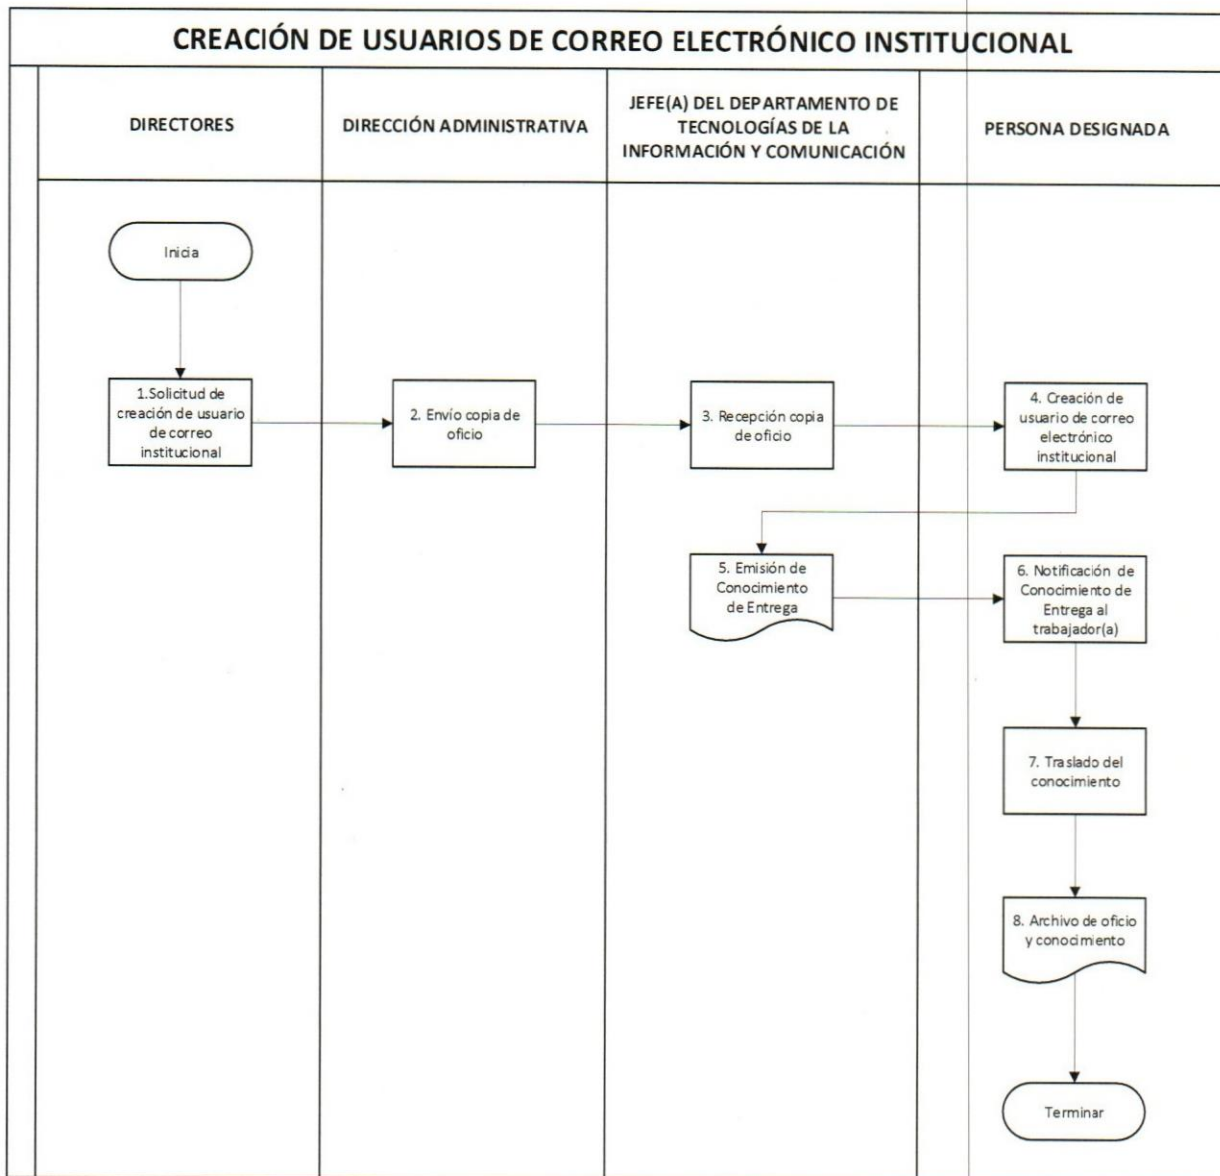 CREACIÓN DE USUARIOS DE CORREO ELECTRÓNICO INSTITUCIONAL
DIRECTORES
DIRECCIÓN ADMINISTRATIVA
JEFE(A) DEL DEPARTAMENTO DE
TECNOLOGÍAS DE LA
INFORMACIÓN Y COMUNICACIÓN
PERSONA DESIGNADA
Inicia
1.Solicitud de
creación de usuario
de correo
institucional
2. Envío copia de
oficio
3. Recepción copia
de oficio
4. Creación de
usuario de correo
electrónico
institucional
5. Emisión de
Conocimiento
de Entrega
6. Notificación de
Conocimiento de
Entrega al
trabajador(a)
7. Traslado del
conocimiento
8. Archivo de oficio
y conocimiento
Terminar